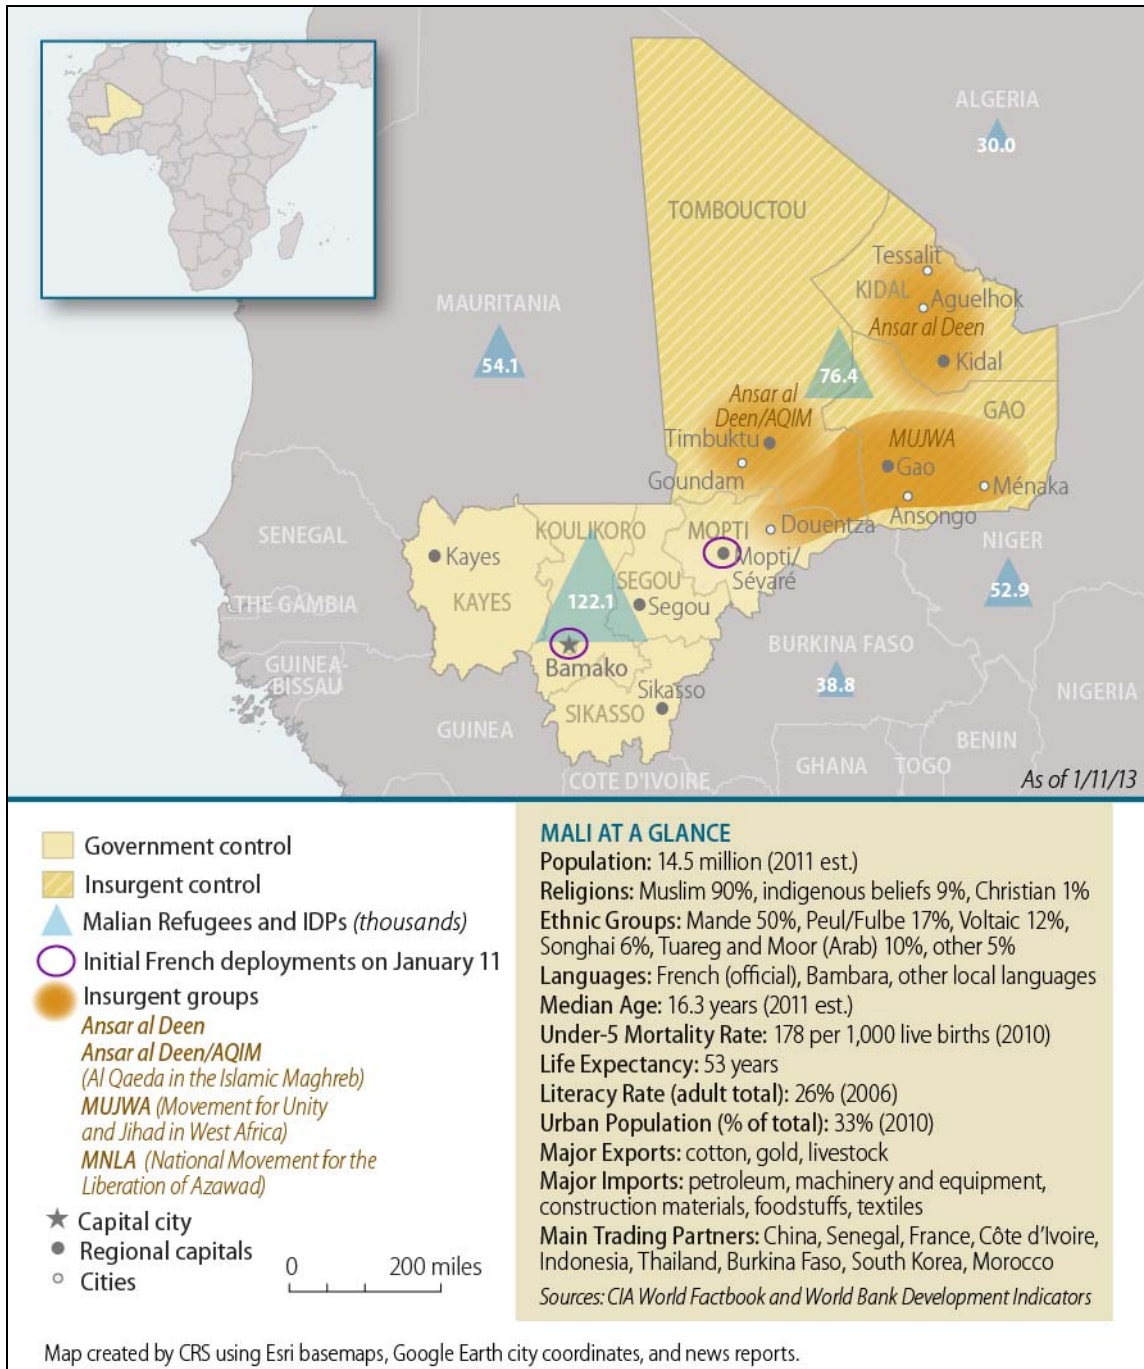 ALGERIA
30.0
TOMBOUCTOU
Tessalit
KIDAL
Aguelhok
MAURITANIA
Ansar al Deen
54.1
76.4
Kidal
Ansar al
Deen/AQIM
GAO
Timbuktu
MUJWA
Gao
Goundam
Ménaka
Ansongo
KOULIKORO
MOPTI
Douentza
SENEGAL
NIGER
Kayes
Mopti/
Sévaré
SEGOU
52.9
THE GAMBIA
KAYES
122.1
Segou
BURKINA FASO
GUINEA-
BISSAU
Bamako
38.8
Sikasso
NIGERIA
SIKASSO
GUINEA
BENIN
GHANA
TOGO
COTE D'IVOIRE
As of 1/11/13
Government control
Insurgent control
Malian Refugees and IDPs (thousands)
Initial French deployments on January 11
Insurgent groups
Ansar al Deen
Ansar al Deen/AQIM
(Al Qaeda in the Islamic Maghreb)
MUJWA (Movement for Unity
and Jihad in West Africa)
MNLA (National Movement for the
Liberation of Azawad)
Capital city
Regional capitals
Cities
0 200 miles
MALI AT A GLANCE
Population: 14.5 million (2011 est.)
Religions: Muslim 90%, indigenous beliefs 9%, Christian 1%
Ethnic Groups: Mande 50%, Peul/Fulbe 17%, Voltaic 12%,
Songhai 6%, Tuareg and Moor (Arab) 10%, other 5%
Languages: French (official), Bambara, other local languages
Median Age: 16.3 years (2011 est.)
Under-5 Mortality Rate: 178 per 1,000 live births (2010)
Life Expectancy: 53 years
Literacy Rate (adult total): 26% (2006)
Urban Population (% of total): 33% (2010)
Major Exports: cotton, gold, livestock
Major Imports: petroleum, machinery and equipment,
construction materials, foodstuffs, textiles
Main Trading Partners: China, Senegal, France, Côte d'Ivoire,
Indonesia, Thailand, Burkina Faso, South Korea, Morocco
Sources: CIA World Factbook and World Bank Development Indicators
Map created by CRS using Esri basemaps, Google Earth city coordinates, and news reports.